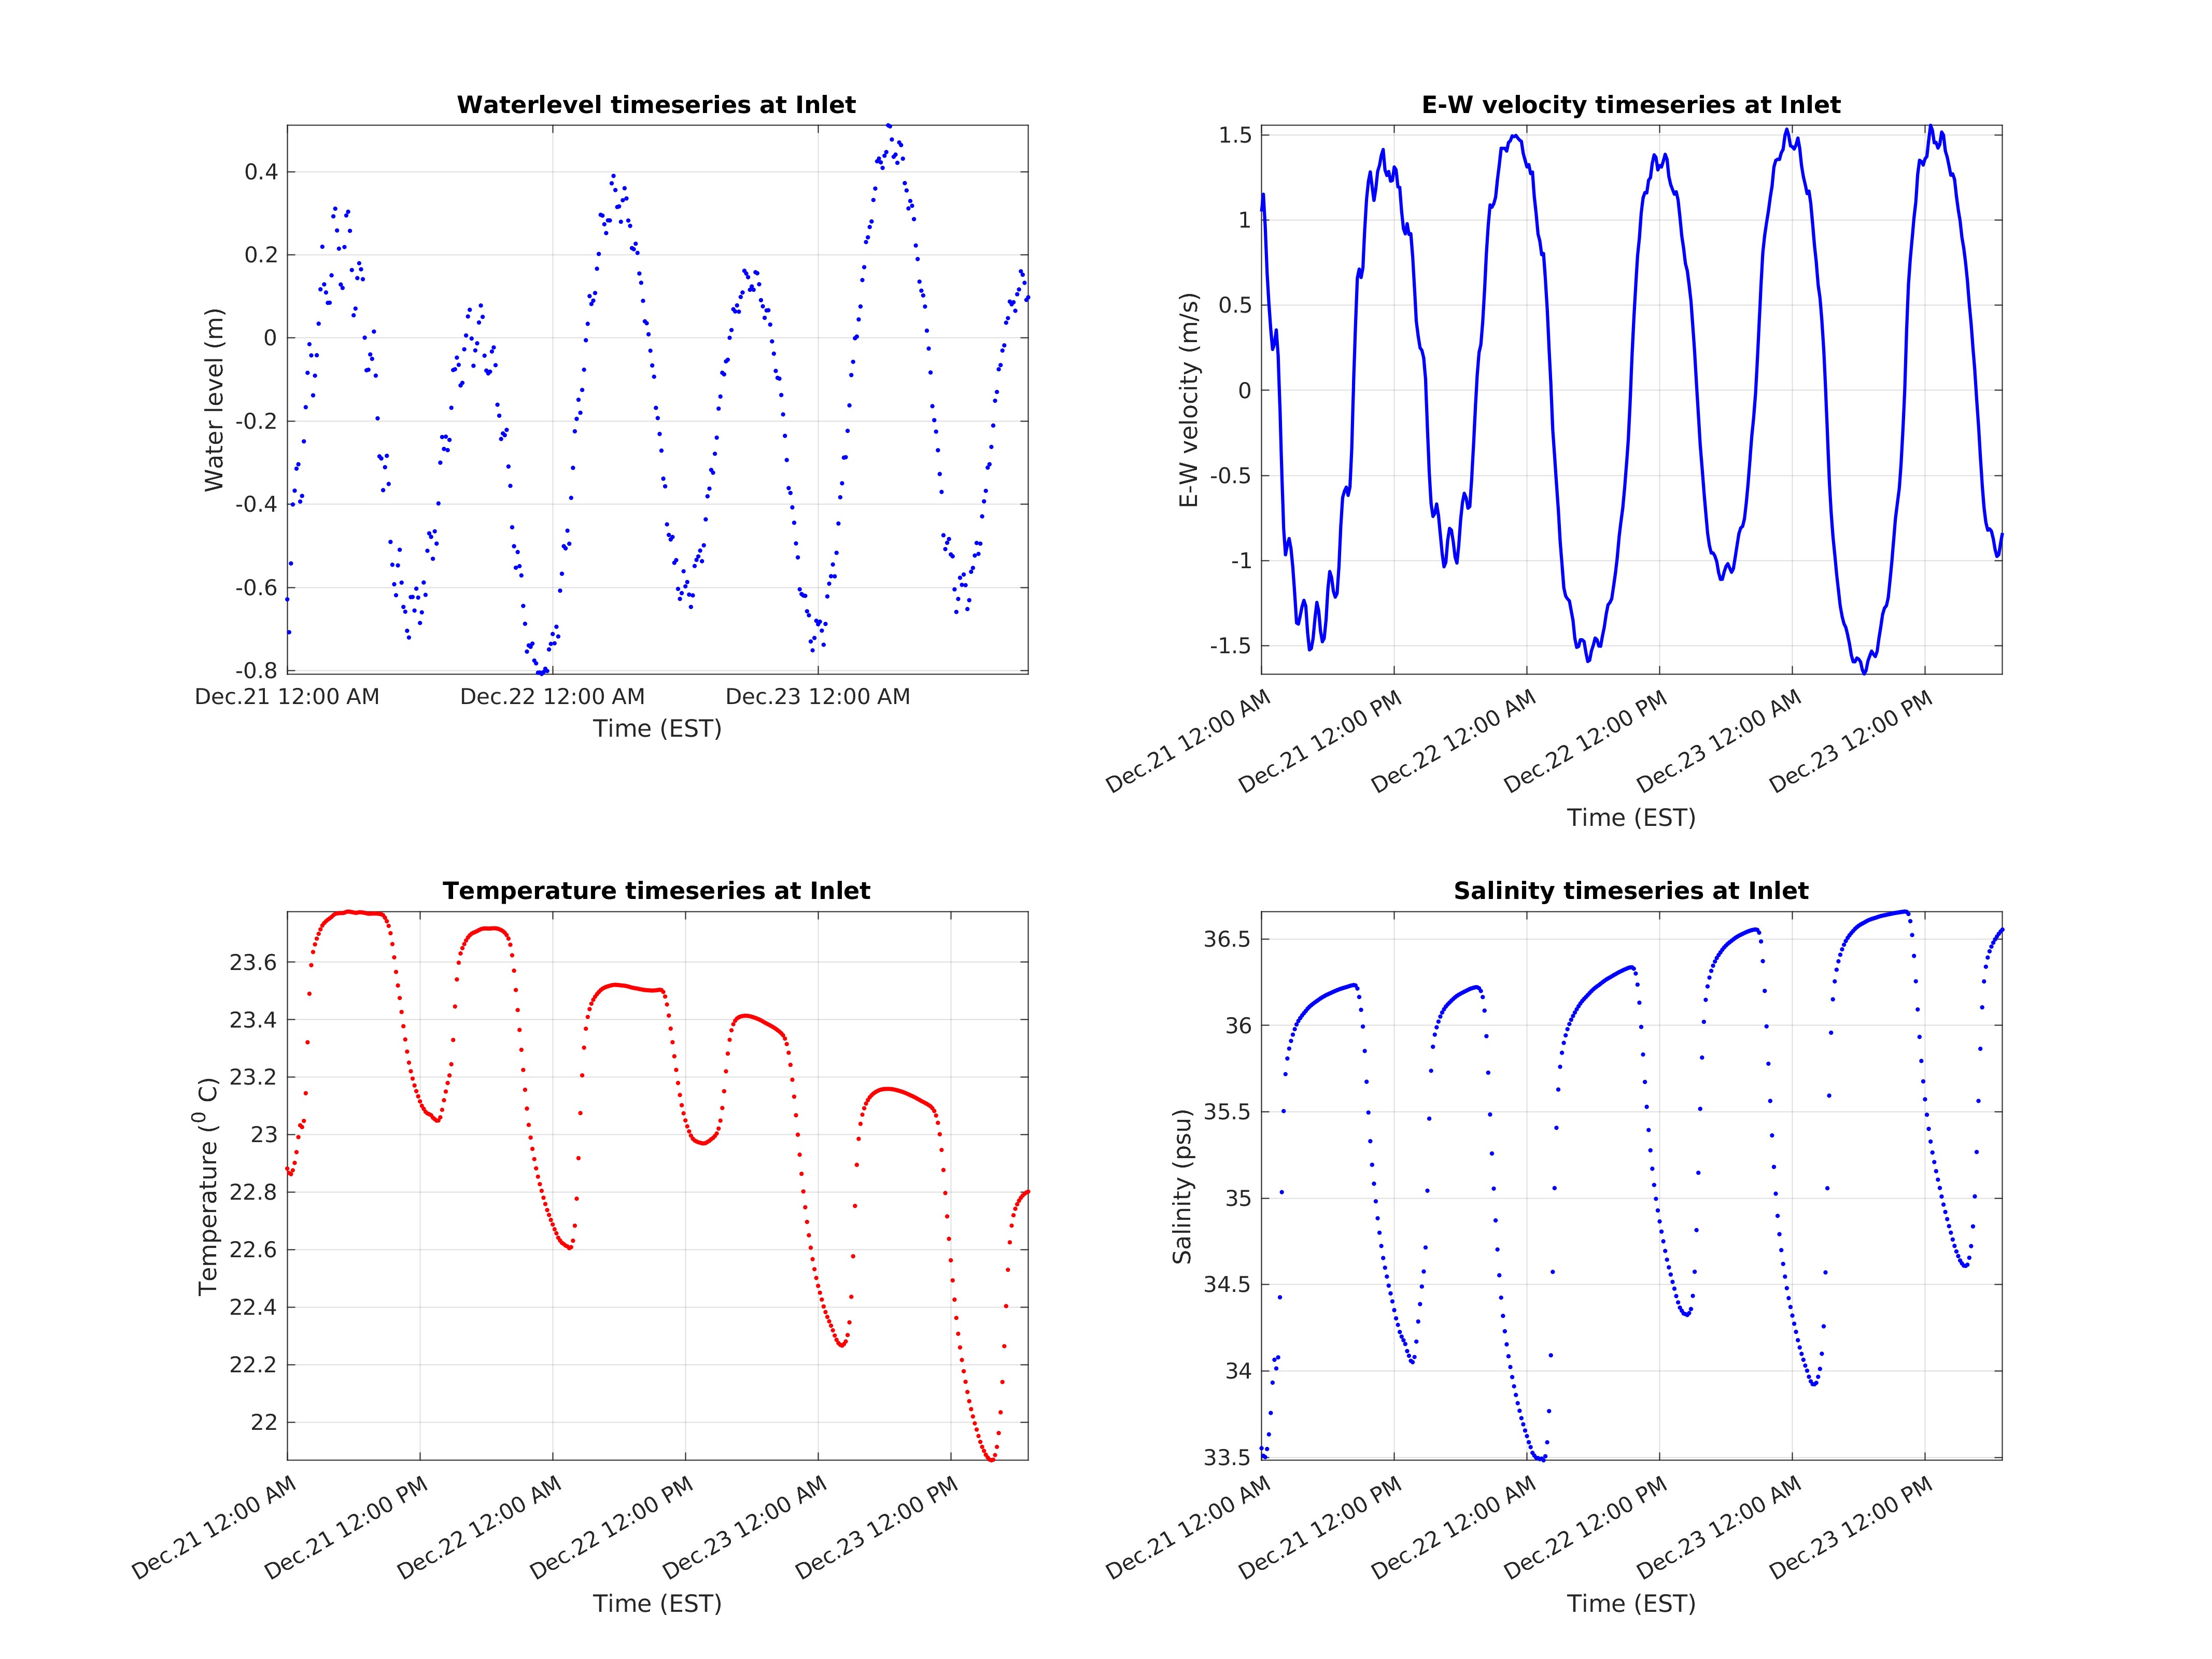 Waterlevel timeseries at Inlet
0.4
0.2
0
-0.2
-0.4
-0.6
-0.8
Water level (m)
Dec.21 12:00 AM
Dec.22 12:00 AM
Dec.23 12:00 AM
Time (EST)
E-W velocity timeseries at Inlet
1.5
1
0.5
0
-0.5
-1
-1.5
E-W velocity (m/s)
Dec.21 12:00 AM
Dec.21 12:00 PM
Dec.22 12:00 AM
Dec.22 12:00 PM
Dec.23 12:00 AM
Dec.23 12:00 PM
Time (EST)
Temperature timeseries at Inlet
23.6
23.4
23.2
23
22.8
22.6
22.4
22.2
22
Temperature (⁰ C)
Dec.21 12:00 AM
Dec.21 12:00 PM
Dec.22 12:00 AM
Dec.22 12:00 PM
Dec.23 12:00 AM
Dec.23 12:00 PM
Time (EST)
Salinity timeseries at Inlet
36.5
36
35.5
35
34.5
34
33.5
Salinity (psu)
Dec.21 12:00 AM
Dec.21 12:00 PM
Dec.22 12:00 AM
Dec.22 12:00 PM
Dec.23 12:00 AM
Dec.23 12:00 PM
Time (EST)